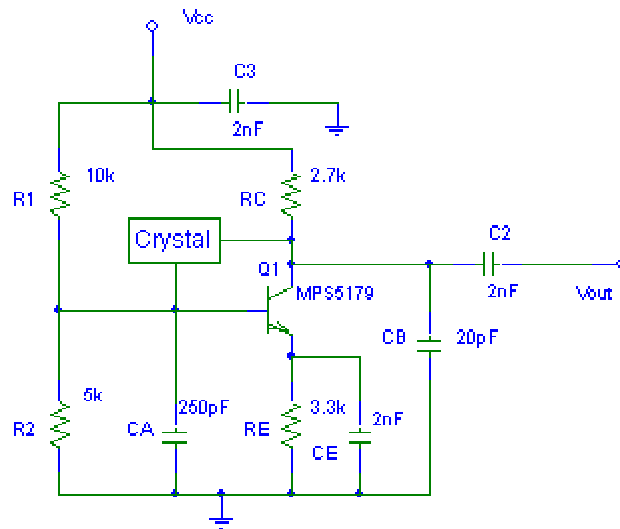 Vcc
C3
2nF
R1
10k
RC
2.7k
Crystal
Q1
MPS5179
C2
2nF
Vout
CB
20pF
R2
5k
CA
250pF
RE
3.3k
CE
2nF